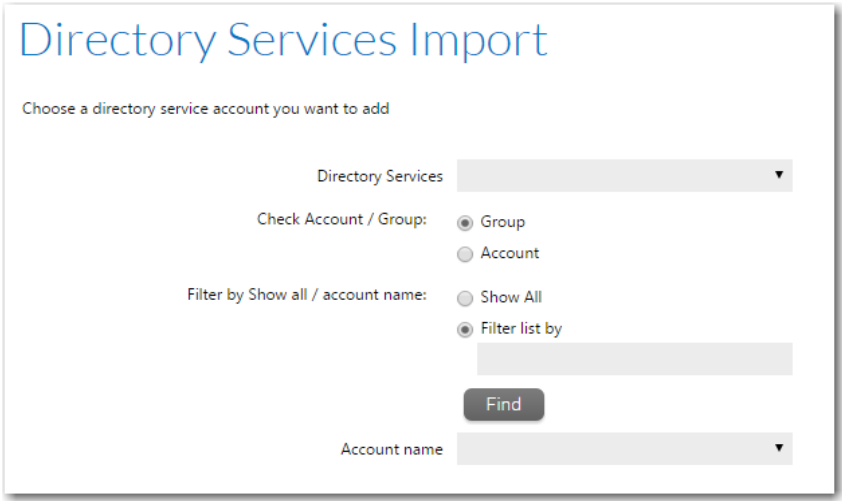 Directory Services Import
Choose a directory service account you want to add
Directory Services
Check Account / Group:
Group
Account
Filter by Show all / account name:
Show All
Filter list by
Find
Account name